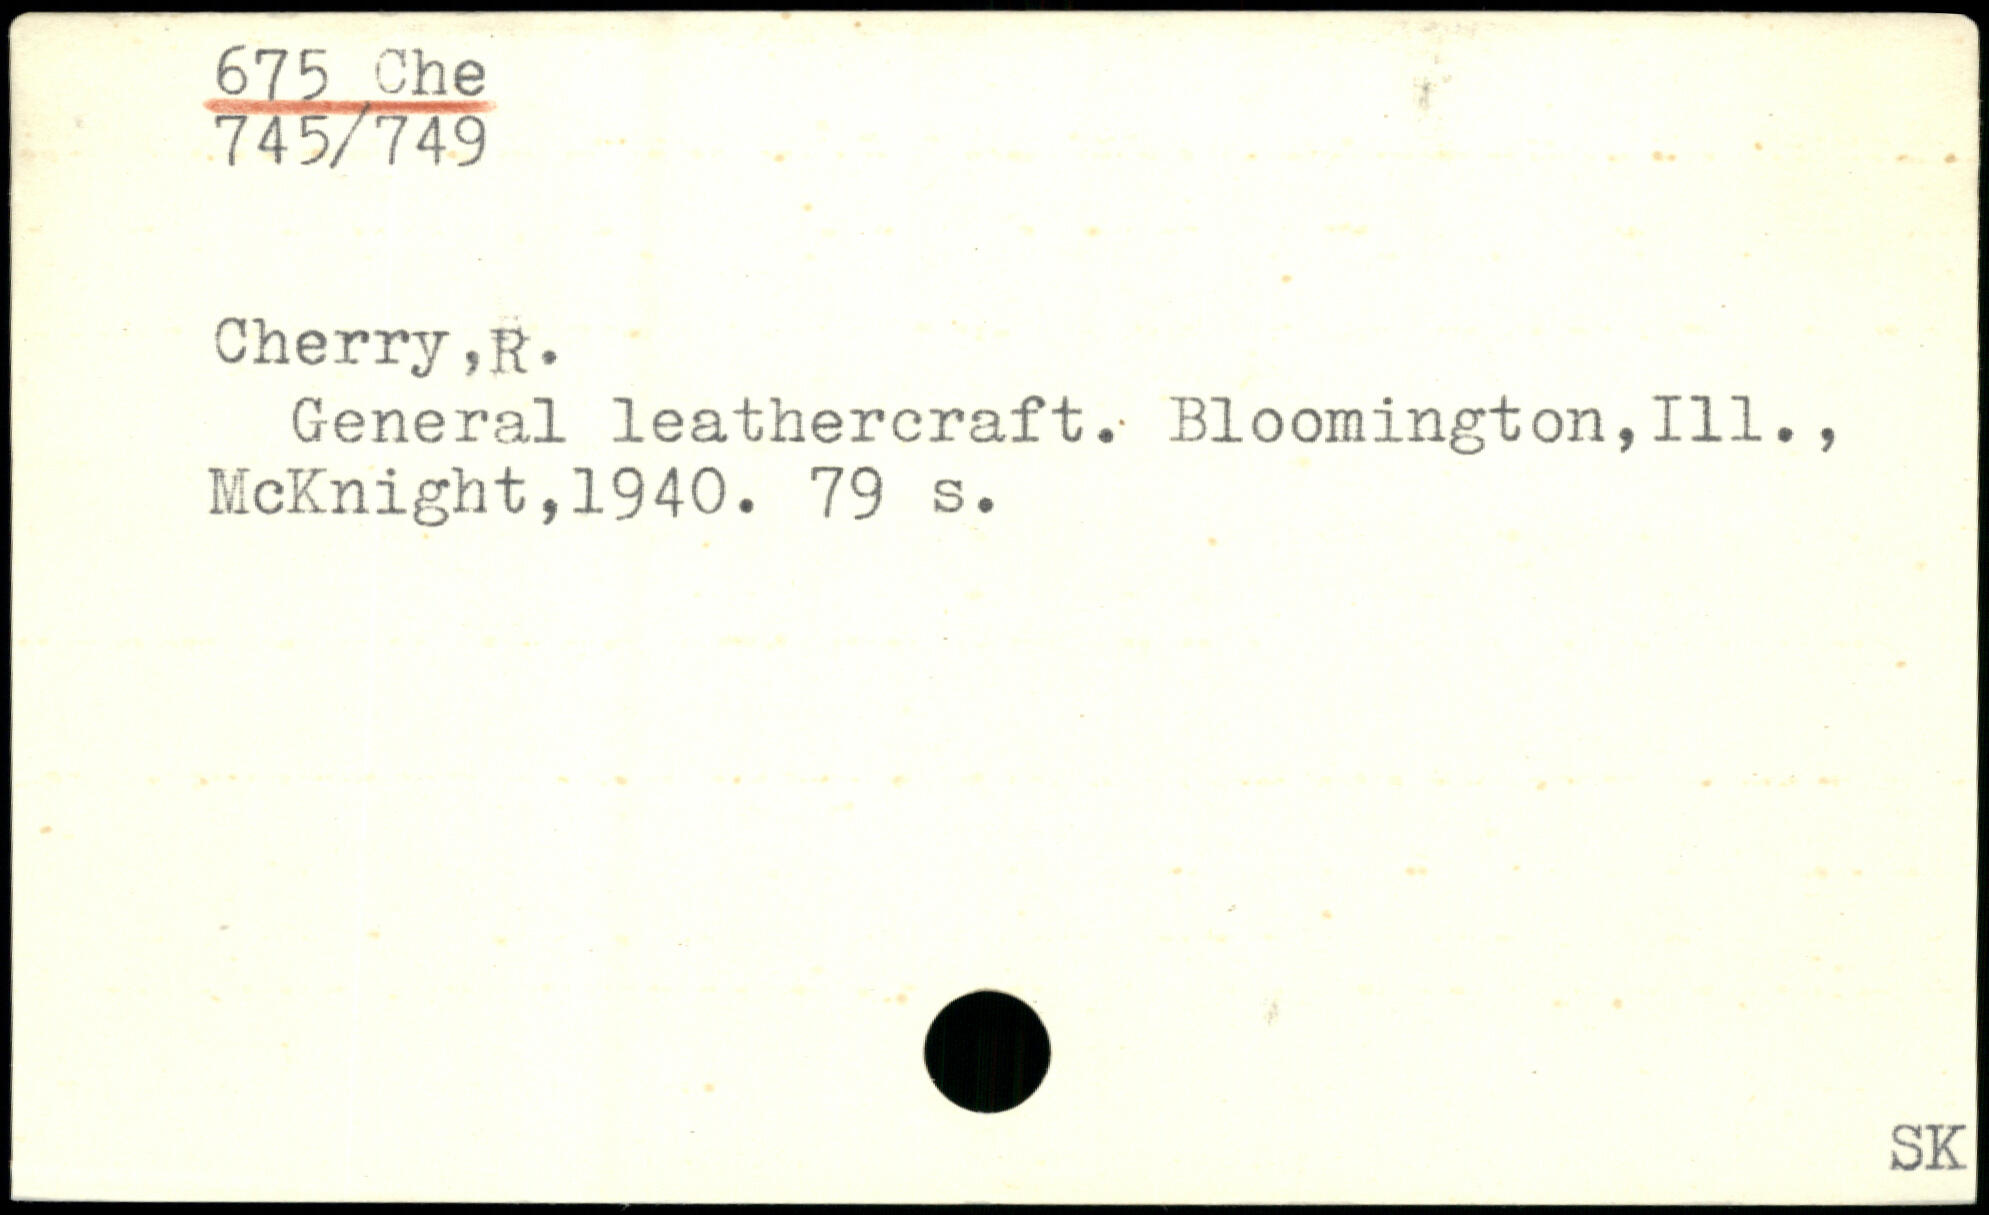 675 Che
745/749
Cherry,R.
General leathercraft. Bloomington,Ill.,
McKnight,1940. 79 s.
SK